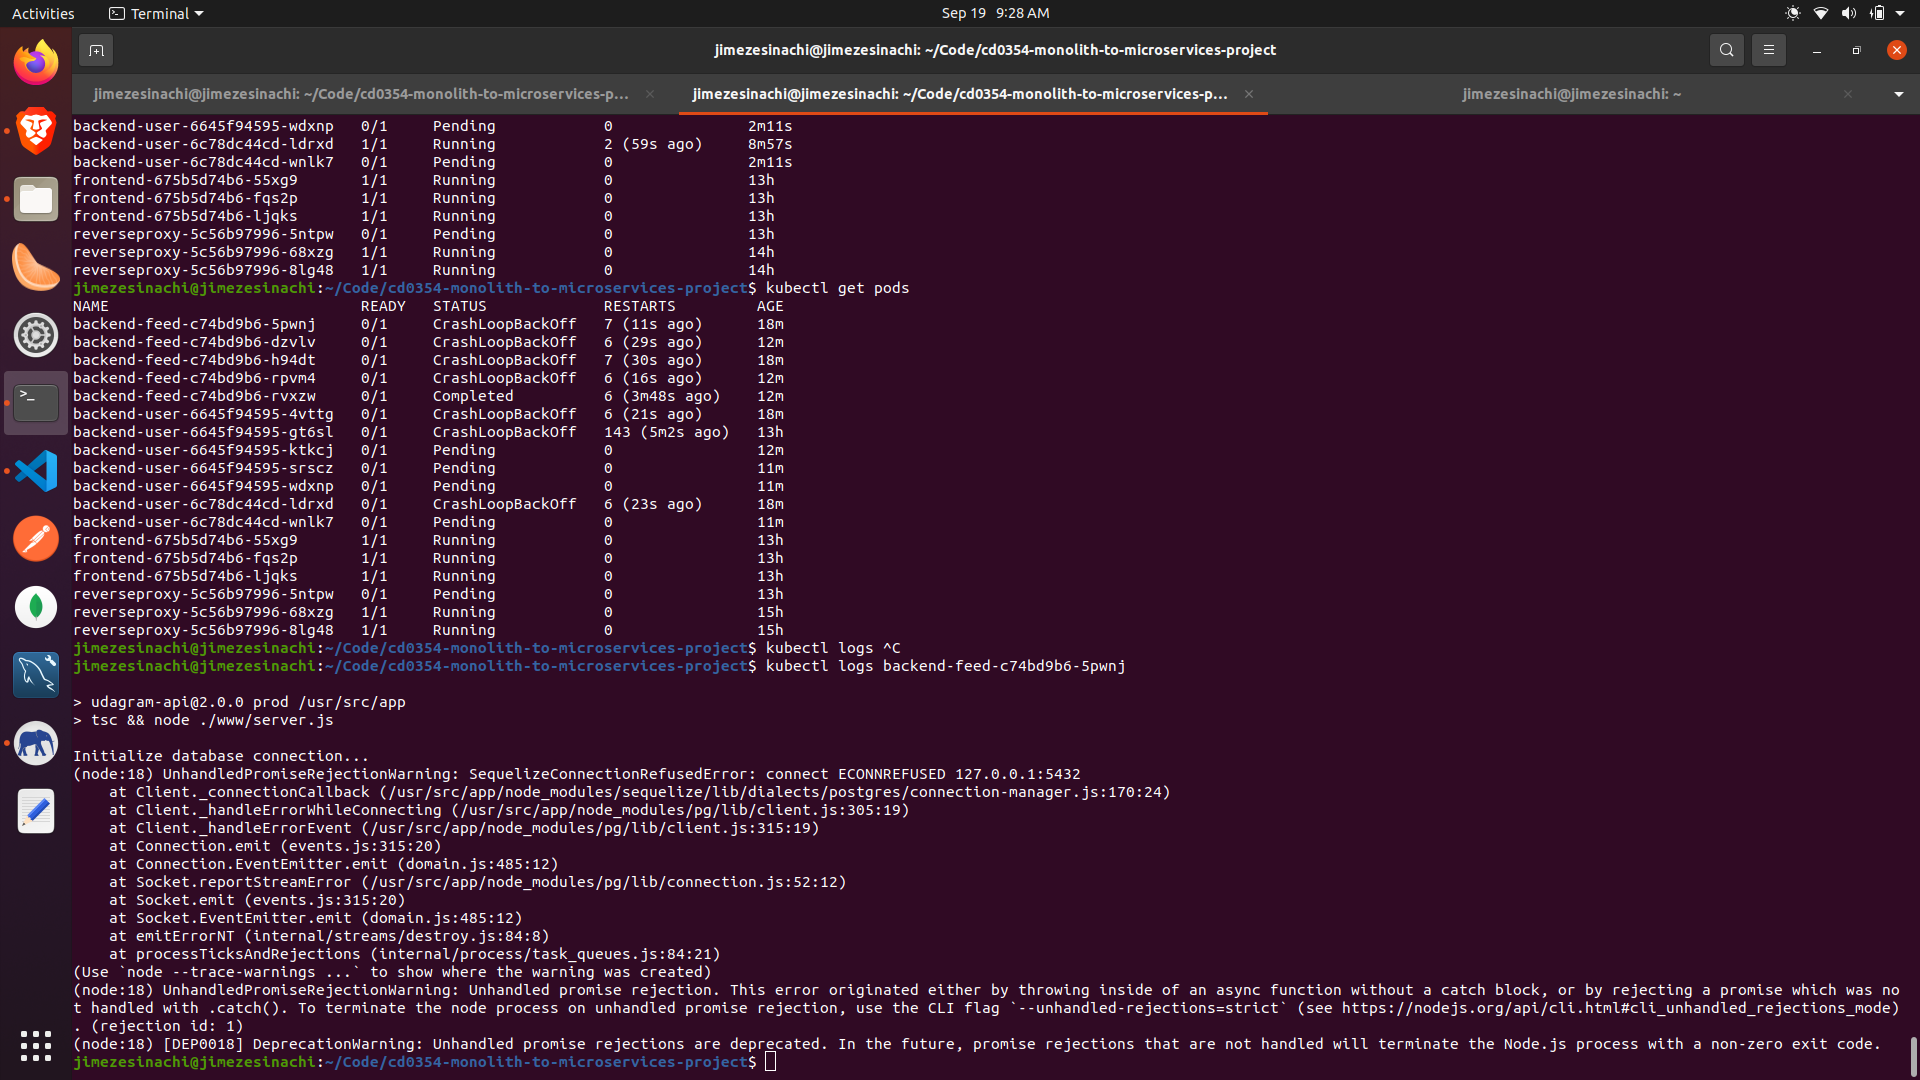 Activities
Terminal
Sep 19 9:28 AM
jimezesinachi@jimezesinachi: ~/Code/cd0354-monolith-to-microservices-project
jimezesinachi@jimezesinachi: ~/Code/cd0354-monolith-to-microservices-p...
jimezesinachi@jimezesinachi: ~/Code/cd0354-monolith-to-microservices-p...
jimezesinachi@jimezesinachi: ~
backend-user-6645f94595-wdxnp 0/1 Pending 0 2m11s
backend-user-6c78dc44cd-ldrxd 1/1 Running 2 (59s ago) 8m57s
backend-user-6c78dc44cd-wnlk7 0/1 Pending 0 2m11s
frontend-675b5d74b6-55xg9 1/1 Running 0 13h
frontend-675b5d74b6-fqs2p 1/1 Running 0 13h
frontend-675b5d74b6-ljqks 1/1 Running 0 13h
reverseproxy-5c56b97996-5ntpw 0/1 Pending 0 13h
reverseproxy-5c56b97996-68xzg 1/1 Running 0 14h
reverseproxy-5c56b97996-8lg48 1/1 Running 0 14h
jimezesinachi@jimezesinachi:~/Code/cd0354-monolith-to-microservices-project$ kubectl get pods
NAME READY STATUS RESTARTS AGE
backend-feed-c74bd9b6-5pwnj 0/1 CrashLoopBackOff 7 (11s ago) 18m
backend-feed-c74bd9b6-dzvlv 0/1 CrashLoopBackOff 6 (29s ago) 12m
backend-feed-c74bd9b6-h94dt 0/1 CrashLoopBackOff 7 (30s ago) 18m
backend-feed-c74bd9b6-rpvm4 0/1 CrashLoopBackOff 6 (16s ago) 12m
backend-feed-c74bd9b6-rvxzw 0/1 Completed 6 (3m48s ago) 12m
backend-user-6645f94595-4vttg 0/1 CrashLoopBackOff 6 (21s ago) 18m
backend-user-6645f94595-gt6sl 0/1 CrashLoopBackOff 143 (5m2s ago) 13h
backend-user-6645f94595-ktkcj 0/1 Pending 0 12m
backend-user-6645f94595-srscz 0/1 Pending 0 11m
backend-user-6645f94595-wdxnp 0/1 Pending 0 11m
backend-user-6c78dc44cd-ldrxd 0/1 CrashLoopBackOff 6 (23s ago) 18m
backend-user-6c78dc44cd-wnlk7 0/1 Pending 0 11m
frontend-675b5d74b6-55xg9 1/1 Running 0 13h
frontend-675b5d74b6-fqs2p 1/1 Running 0 13h
frontend-675b5d74b6-ljqks 1/1 Running 0 13h
reverseproxy-5c56b97996-5ntpw 0/1 Pending 0 13h
reverseproxy-5c56b97996-68xzg 1/1 Running 0 15h
reverseproxy-5c56b97996-8lg48 1/1 Running 0 15h
jimezesinachi@jimezesinachi:~/Code/cd0354-monolith-to-microservices-project$ kubectl logs ^C
jimezesinachi@jimezesinachi:~/Code/cd0354-monolith-to-microservices-project$ kubectl logs backend-feed-c74bd9b6-5pwnj
> udagram-api@2.0.0 prod /usr/src/app
> tsc && node ./www/server.js
Initialize database connection...
(node:18) UnhandledPromiseRejectionWarning: SequelizeConnectionRefusedError: connect ECONNREFUSED 127.0.0.1:5432
at Client._connectionCallback (/usr/src/app/node_modules/sequelize/lib/dialects/postgres/connection-manager.js:170:24)
at Client._handleErrorWhileConnecting (/usr/src/app/node_modules/pg/lib/client.js:305:19)
at Client._handleErrorEvent (/usr/src/app/node_modules/pg/lib/client.js:315:19)
at Connection.emit (events.js:315:20)
at Connection.EventEmitter.emit (domain.js:485:12)
at Socket.reportStreamError (/usr/src/app/node_modules/pg/lib/connection.js:52:12)
at Socket.emit (events.js:315:20)
at Socket.EventEmitter.emit (domain.js:485:12)
at emitErrorNT (internal/streams/destroy.js:84:8)
at processTicksAndRejections (internal/process/task_queues.js:84:21)
(Use `node --trace-warnings ...` to show where the warning was created)
(node:18) UnhandledPromiseRejectionWarning: Unhandled promise rejection. This error originated either by throwing inside of an async function without a catch block, or by rejecting a promise which was no
t handled with .catch(). To terminate the node process on unhandled promise rejection, use the CLI flag `--unhandled-rejections=strict` (see https://nodejs.org/api/cli.html#cli_unhandled_rejections_mode)
. (rejection id: 1)
(node:18) [DEP0018] DeprecationWarning: Unhandled promise rejections are deprecated. In the future, promise rejections that are not handled will terminate the Node.js process with a non-zero exit code.
jimezesinachi@jimezesinachi:~/Code/cd0354-monolith-to-microservices-project$